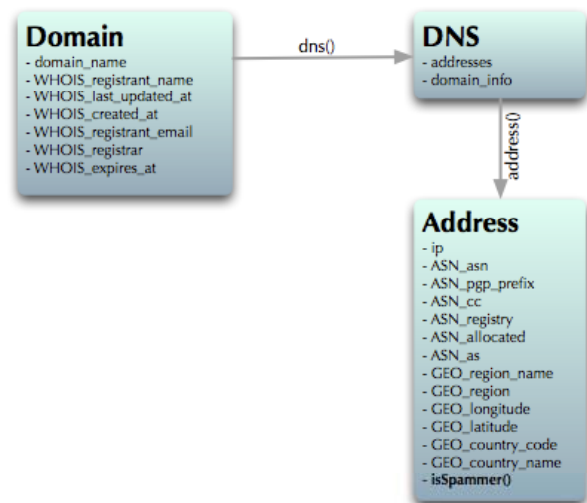 Domain
- domain_name
- WHOIS_registrant_name
- WHOIS_last_updated_at
- WHOIS_created_at
- WHOIS_registrant_email
- WHOIS_registrar
- WHOIS_expires_at
dns()
DNS
- addresses
- domain_info
address()
Address
- ip
- ASN_asn
- ASN_pgp_prefix
- ASN_cc
- ASN_registry
- ASN_allocated
- ASN_as
- GEO_region_name
- GEO_region
- GEO_longitude
- GEO_latitude
- GEO_country_code
- GEO_country_name
- isSpammer()